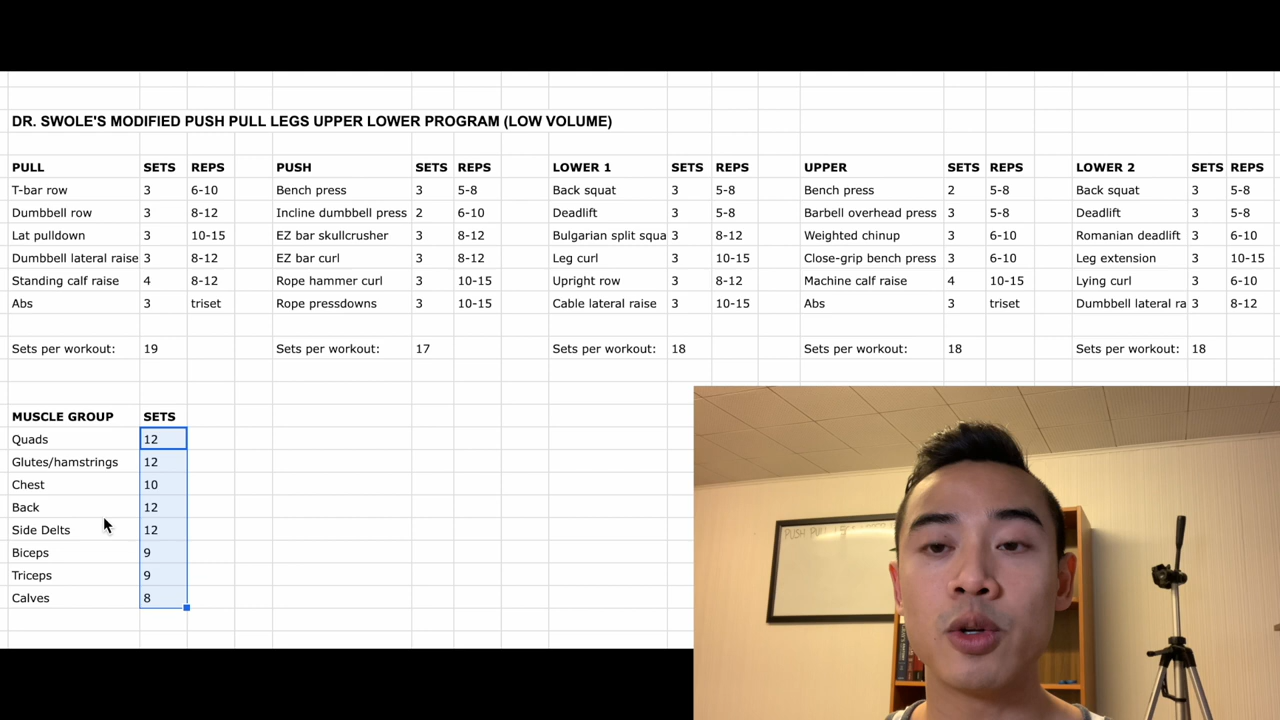 DR. SWOLE'S MODIFIED PUSH PULL LEGS UPPER LOWER PROGRAM (LOW VOLUME)
PULL SETS REPS PUSH SETS REPS LOWER 1 SETS REPS UPPER SETS REPS LOWER 2 SETS REPS
T-bar row 3 6-10 Bench press 3 5-8 Back squat 3 5-8 Bench press 2 5-8 Back squat 3 5-8
Dumbbell row 3 8-12 Incline dumbbell press 2 6-10 Deadlift 3 5-8 Barbell overhead press 3 5-8 Deadlift 3 5-8
Lat pulldown 3 10-15 EZ bar skullcrusher 3 8-12 Bulgarian split squa 3 8-12 Weighted chinup 3 6-10 Romanian deadlift 3 6-10
Dumbbell lateral raise 3 8-12 EZ bar curl 3 8-12 Leg curl 3 10-15 Close-grip bench press 3 6-10 Leg extension 3 10-15
Standing calf raise 4 8-12 Rope hammer curl 3 10-15 Upright row 3 8-12 Machine calf raise 4 10-15 Lying curl 3 6-10
Abs 3 triset Rope pressdowns 3 10-15 Cable lateral raise 3 10-15 Abs 3 triset Dumbbell lateral ra 3 8-12
Sets per workout: 19 Sets per workout: 17 Sets per workout: 18 Sets per workout: 18 Sets per workout: 18
MUSCLE GROUP SETS
Quads 12
Glutes/hamstrings 12
Chest 10
Back 12
Side Delts 12
Biceps 9
Triceps 9
Calves 8
PUSH PULL